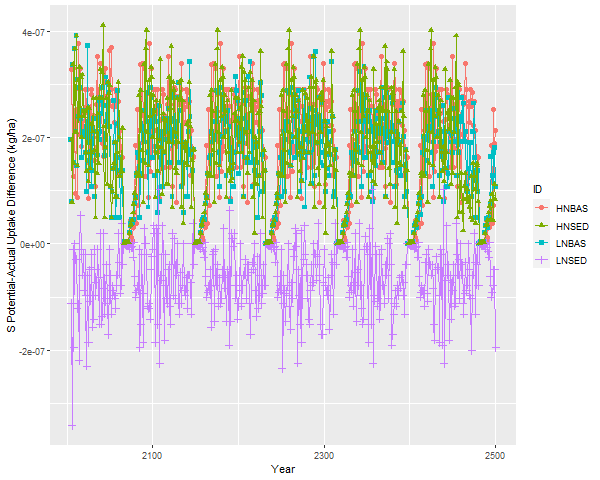 4e-07
2e-07
0e+00
-2e-07
S Potential-Actual Uptake Difference (kg/ha)
2100
2300
2500
Year
ID
HNBAS
HNSED
LNBAS
LNSED